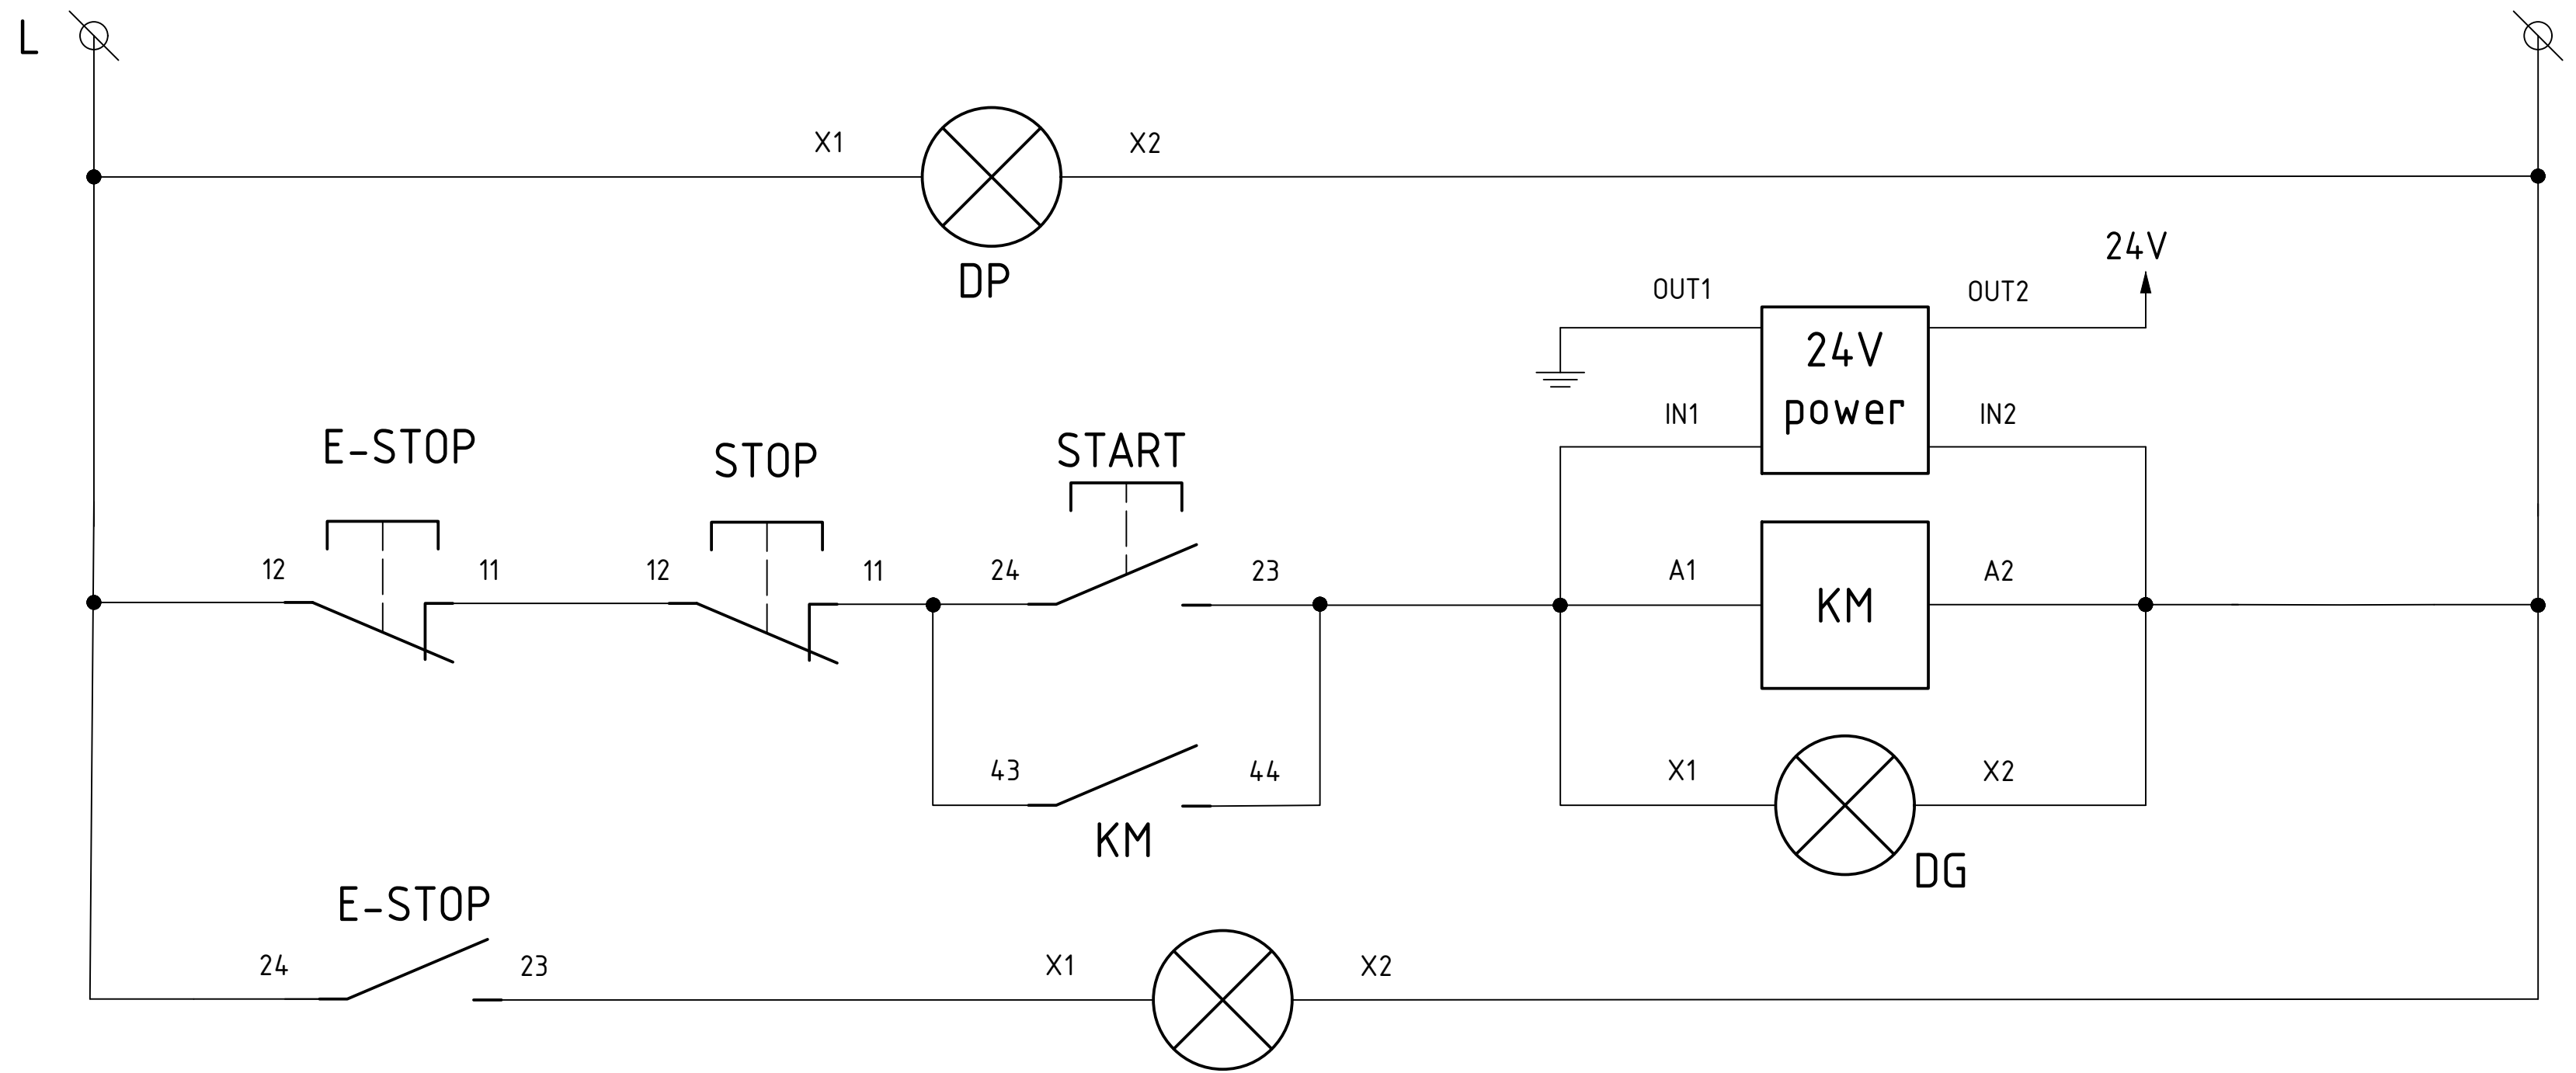 L
X1
X2
DP
24V
OUT1
OUT2
24V
power
IN1
IN2
E-STOP
STOP
START
12
11
12
11
24
23
A1
KM
A2
43
44
KM
X1
X2
DG
E-STOP
24
23
X1
X2